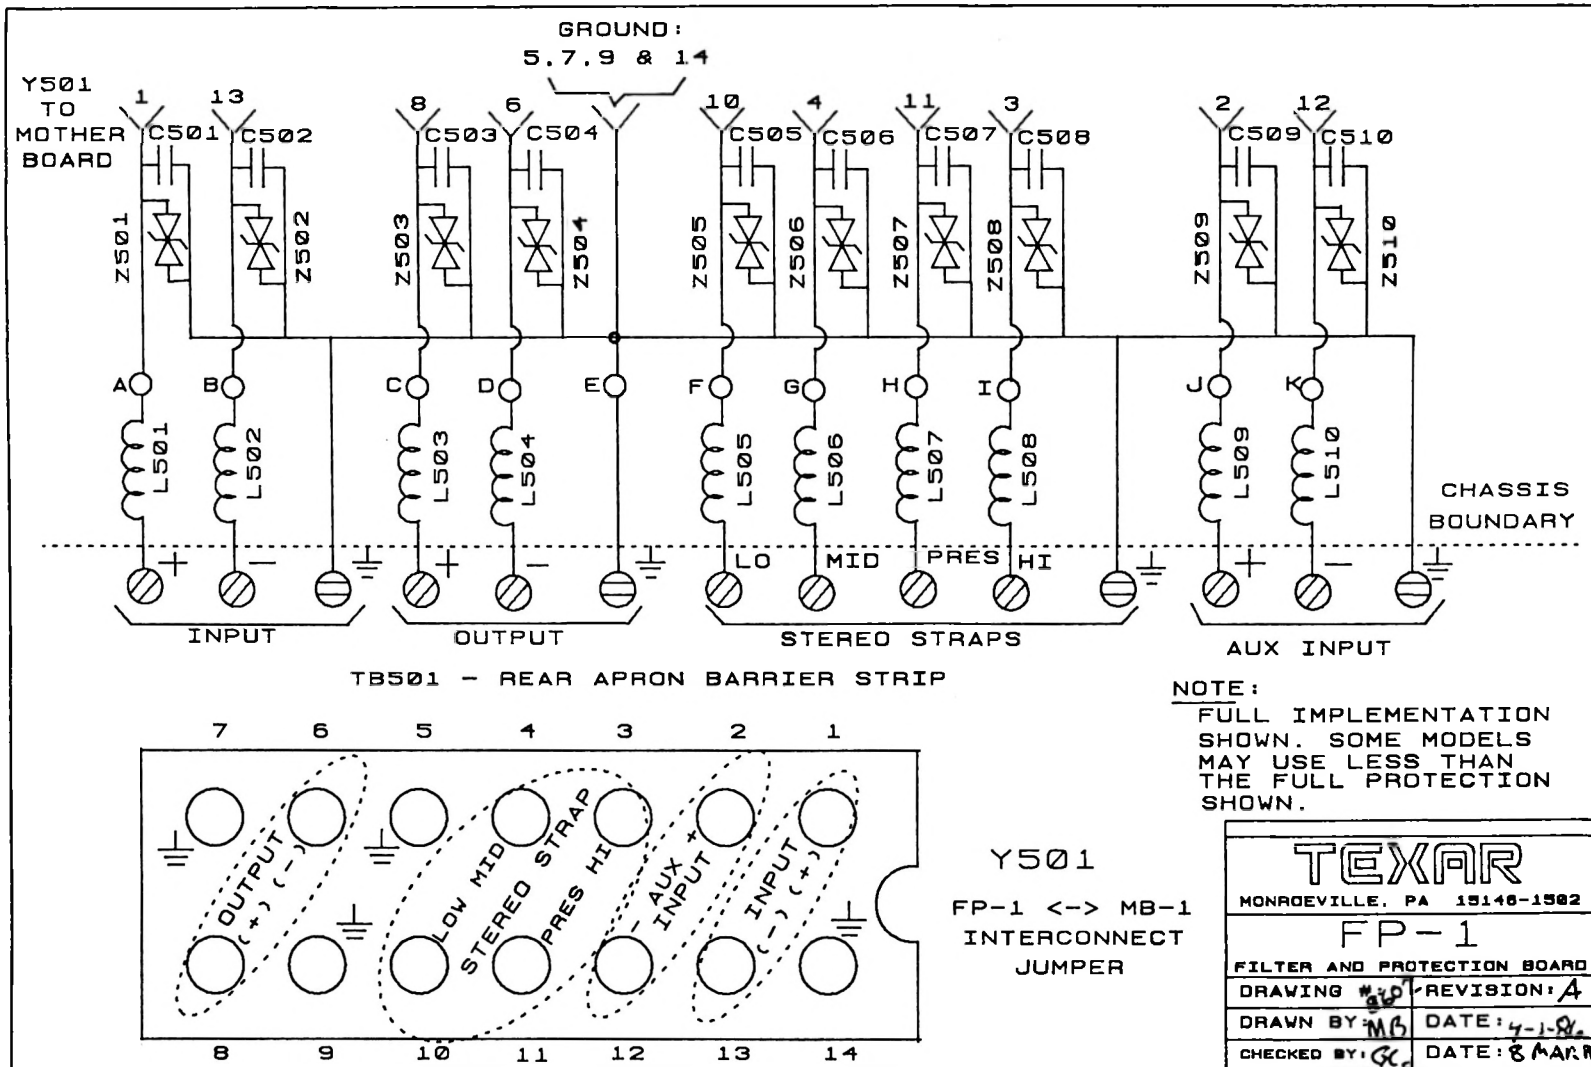 GROUND:
5.7.9 & 14
Y501
TO
MOTHER
BOARD
1 13 8 6 10 4 11 3 2 12
C501 C502 C503 C504 C505 C506 C507 C508 C509 C510
Z501 Z502 Z503 Z504 Z505 Z506 Z507 Z508 Z509 Z510
A B C D E F G H I J K
L501 L502 L503 L504 L505 L506 L507 L508 L509 L510
CHASSIS
BOUNDARY
+ - + - LO MID PRES HI + -
INPUT OUTPUT STEREO STRAPS AUX INPUT
TB501 - REAR APRON BARRIER STRIP
NOTE:
FULL IMPLEMENTATION
SHOWN. SOME MODELS
MAY USE LESS THAN
THE FULL PROTECTION
SHOWN.
7 6 5 4 3 2 1
OUTPUT
(+) (-)
LOW MID
STEREO STRAP
PRES HI
- AUX +
INPUT
INPUT
(-) (+)
8 9 10 11 12 13 14
Y501
FP-1 <-> MB-1
INTERCONNECT
JUMPER
TEXAR
MONROEVILLE, PA 15146-1502
FP-1
FILTER AND PROTECTION BOARD
DRAWING REVISION: A
DRAWN BY: MB DATE:
CHECKED BY: DATE: 8 MAR.